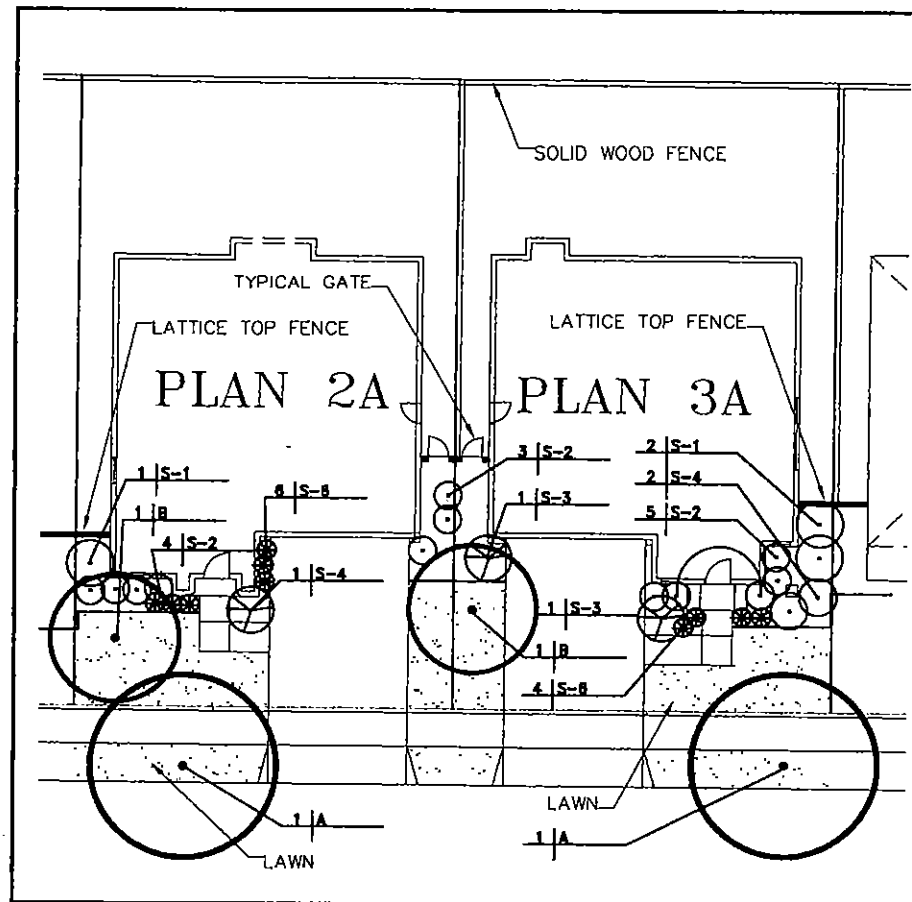 SOLID WOOD FENCE
TYPICAL GATE
LATTICE TOP FENCE
LATTICE TOP FENCE
PLAN 2A
PLAN 3A
1 S-1
1 B
4 S-2
6 S-6
1 S-4
3 S-2
1 S-3
2 S-1
2 S-4
5 S-2
1 S-3
1 B
4 S-6
LAWN
1 A
LAWN
1 A